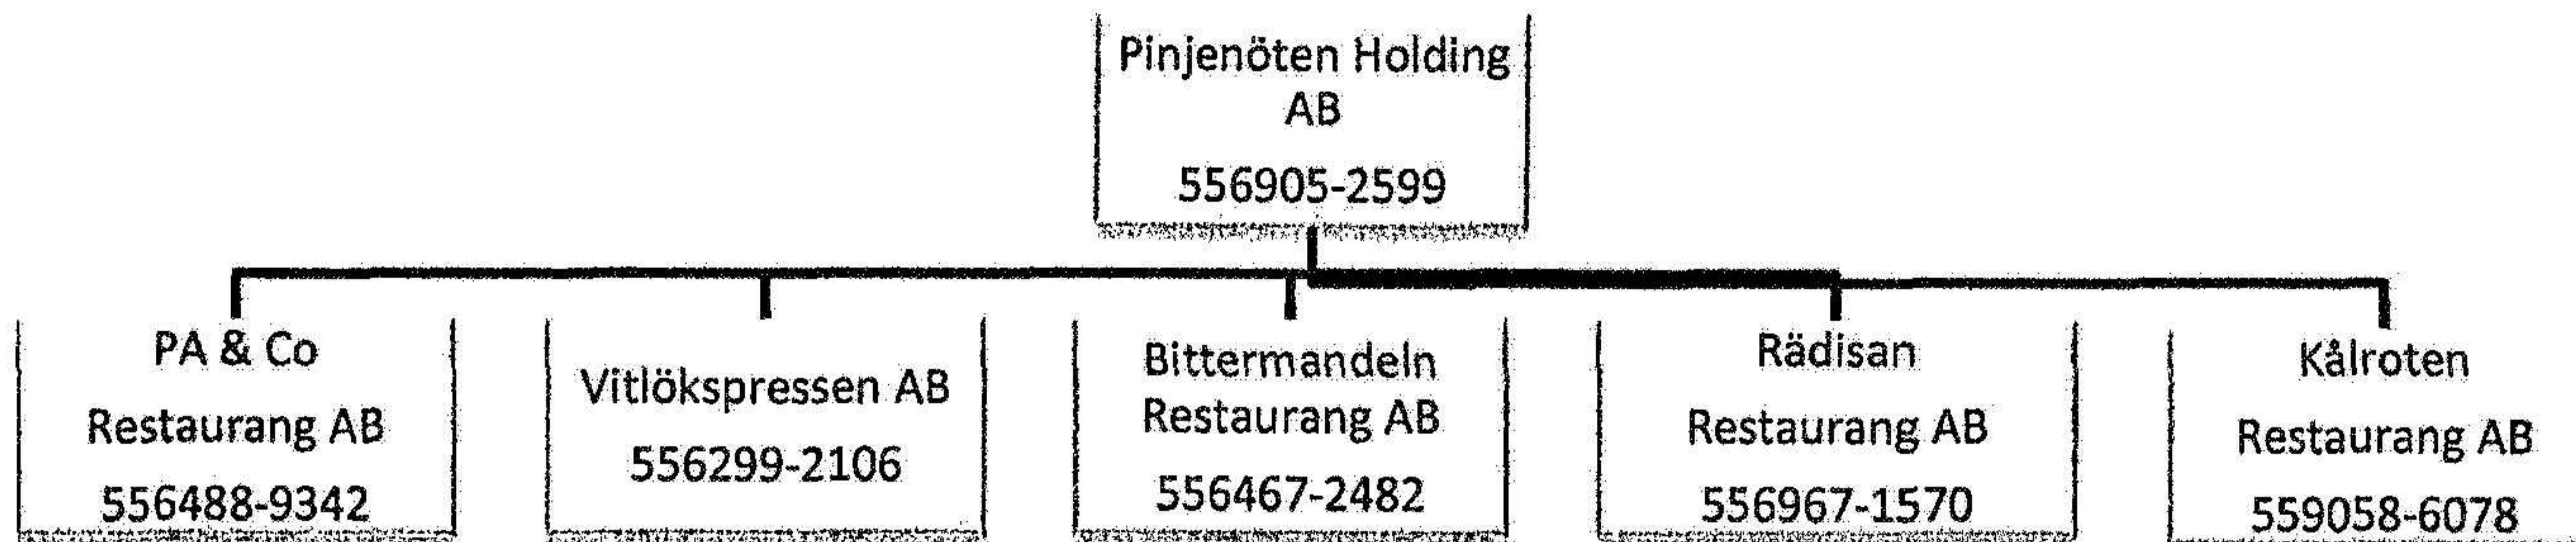 Pinjenöten Holding
AB
556905-2599
PA & Co
Restaurang AB
556488-9342
Vitlökspressen AB
556299-2106
Bittermandeln
Restaurang AB
556467-2482
Rädisan
Restaurang AB
556967-1570
Kålroten
Restaurang AB
559058-6078